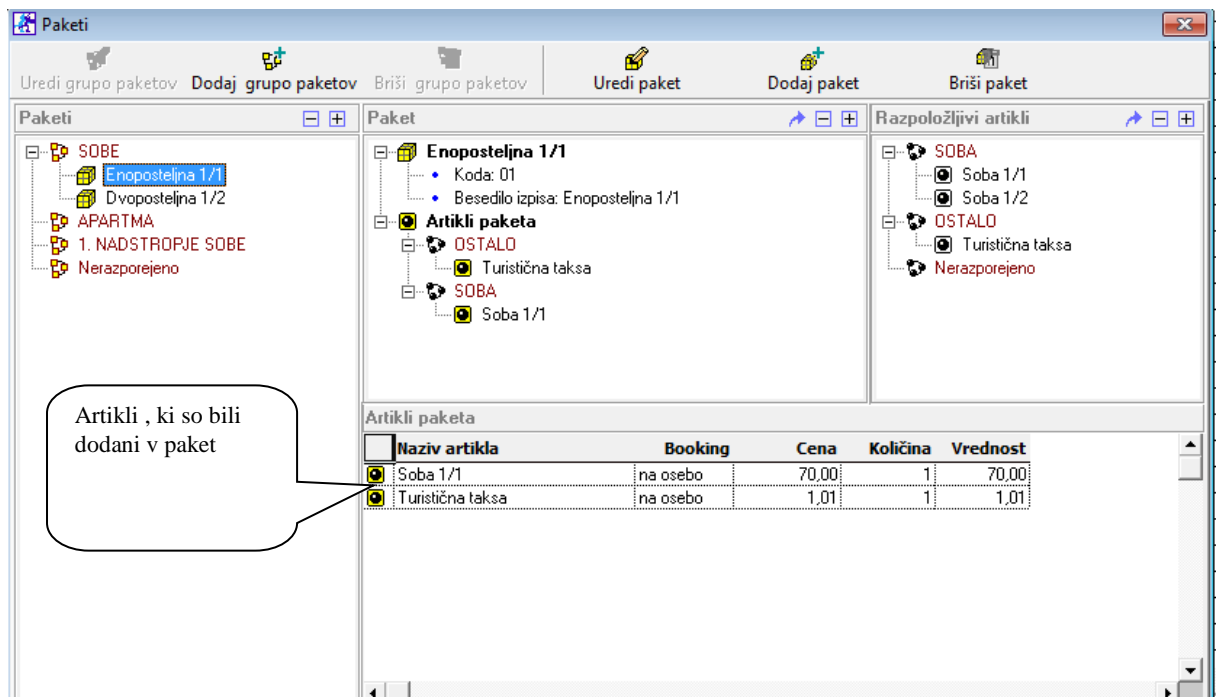 Paketi
Uredi grupo paketov Dodaj grupo paketov Briši grupo paketov Uredi paket Dodaj paket Briši paket
Paketi
SOBE
Enoposteljna 1/1
Dvoposteljna 1/2
APARTMA
1. NADSTROPJE SOBE
Nerazporejeno
Paket
Enoposteljna 1/1
Koda: 01
Besedilo izpisa: Enoposteljna 1/1
Artikli paketa
OSTALO
Turistična taksa
SOBA
Soba 1/1
Razpoložljivi artikli
SOBA
Soba 1/1
Soba 1/2
OSTALO
Turistična taksa
Nerazporejeno
Artikli , ki so bili
dodani v paket
Artikli paketa
Naziv artikla Booking Cena Količina Vrednost
Soba 1/1 na osebo 70,00 1 70,00
Turistična taksa na osebo 1,01 1 1,01